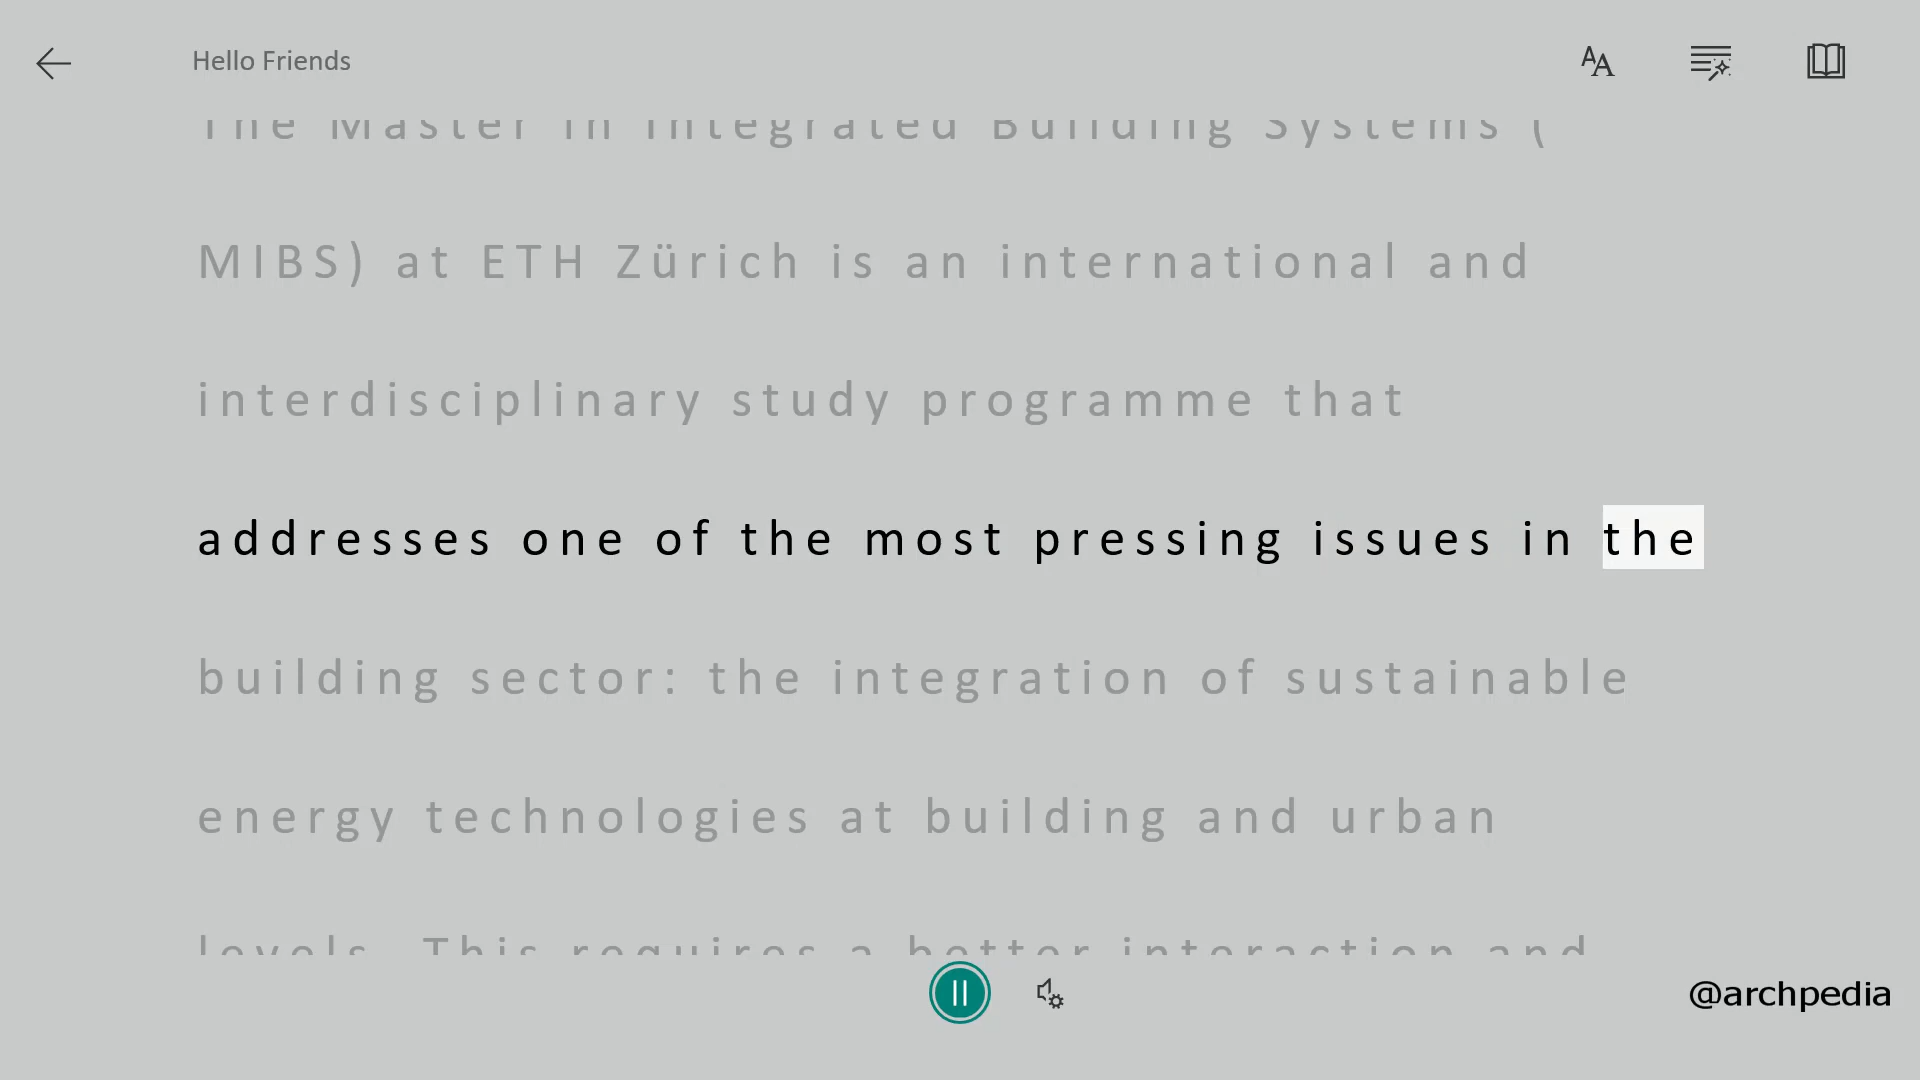 Hello Friends
The Master in Integrated Building Systems (
MIBS) at ETH Zürich is an international and
interdisciplinary study programme that
addresses one of the most pressing issues in the
building sector: the integration of sustainable
energy technologies at building and urban
levels. This requires a better interaction and
@archpedia